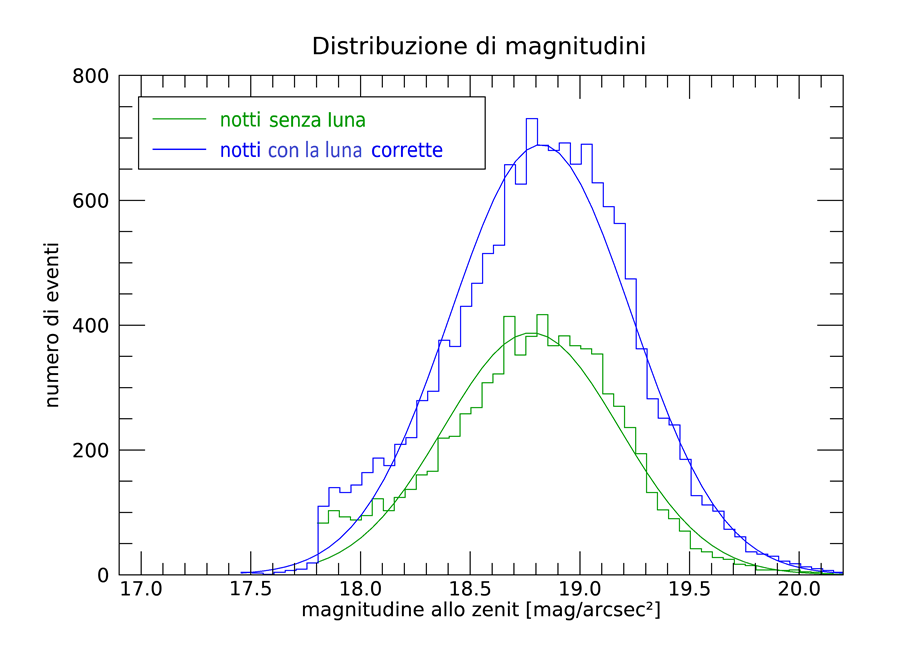 Distribuzione di magnitudini
800
notti senza luna
notti con la luna corrette
600
numero di eventi
400
200
0
17.0 17.5 18.0 18.5 19.0 19.5 20.0
magnitudine allo zenit [mag/arcsec²]